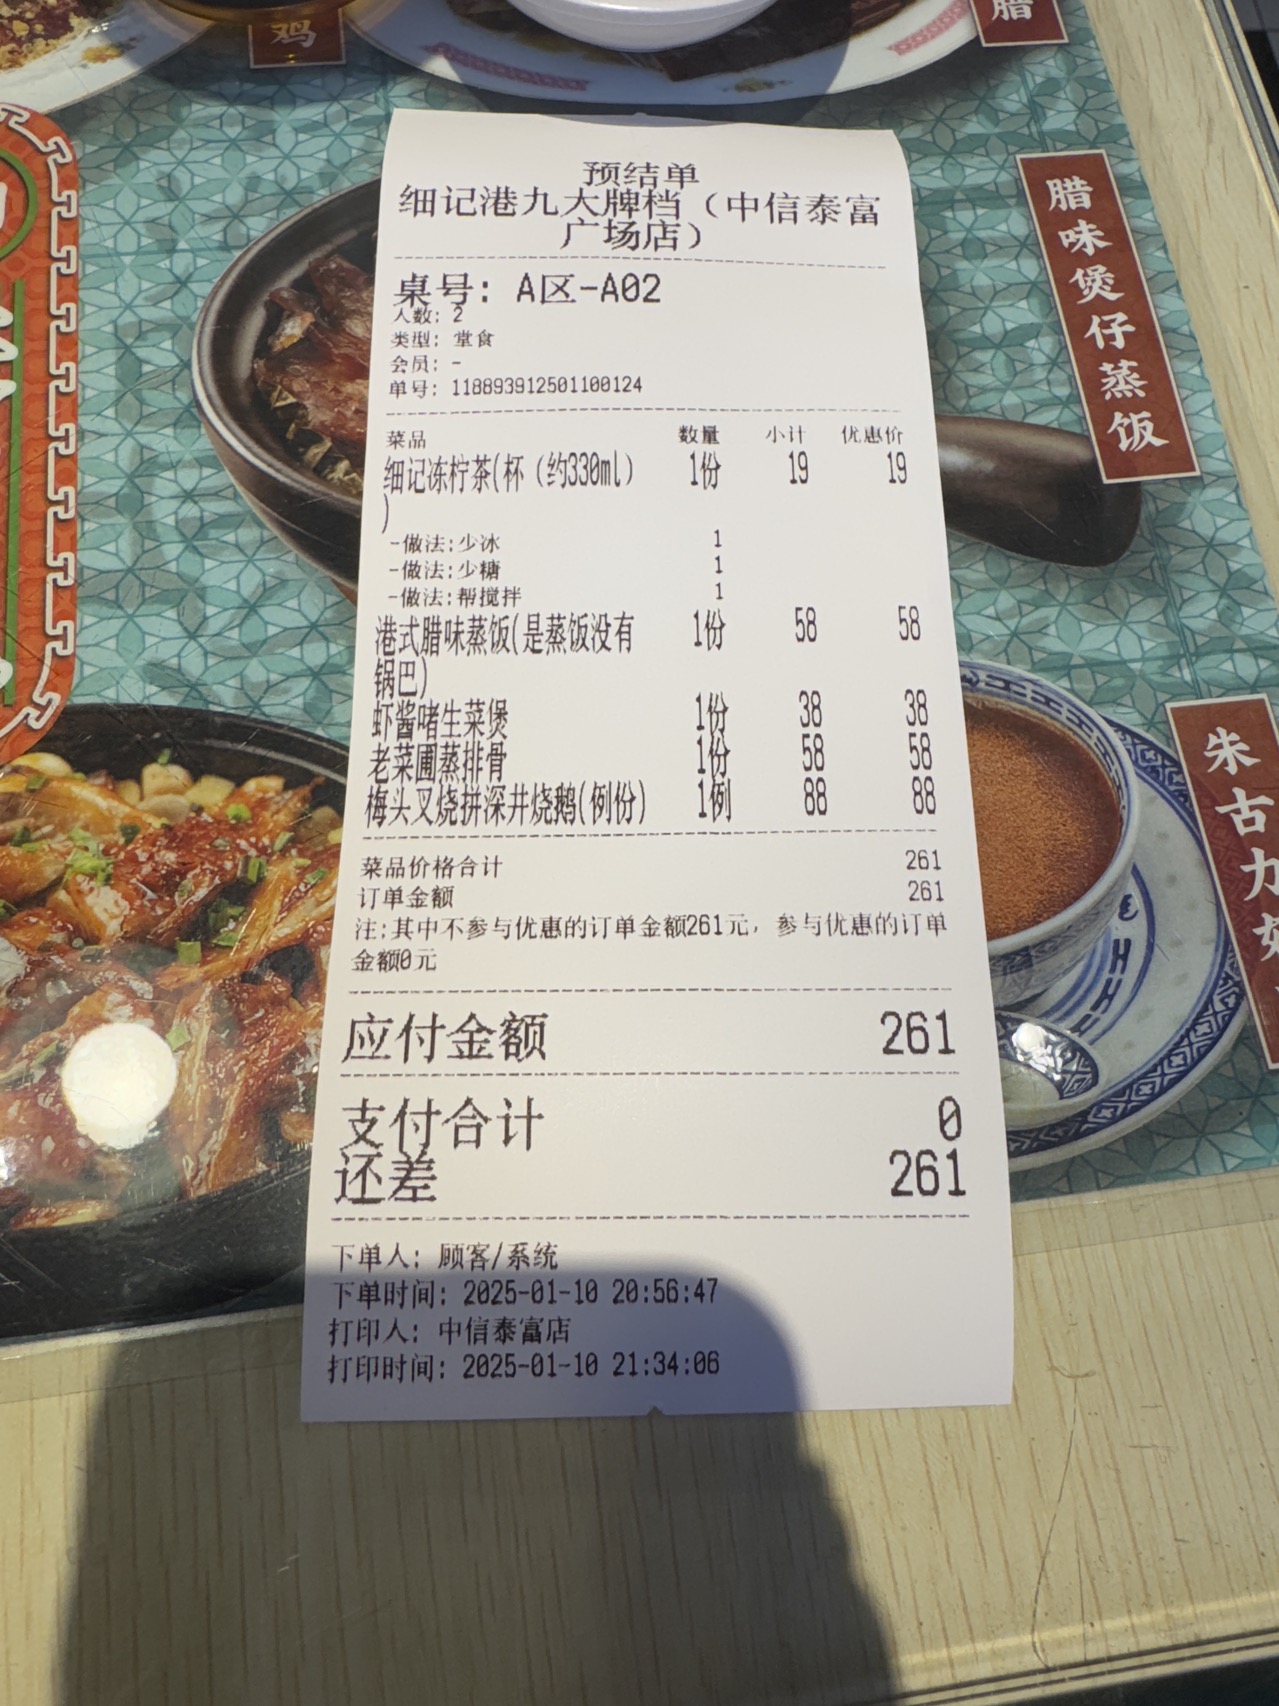 鸡
腊
预结单
细记港九大牌档（中信泰富
广场店）
桌号: A区-A02
人数: 2
类型: 堂食
会员: -
单号: 118893912501100124
菜品 数量 小计 优惠价
细记冻柠茶(杯（约330ml） 1份 19 19
)
-做法:少冰 1
-做法:少糖 1
-做法:帮搅拌 1
港式腊味蒸饭(是蒸饭没有 1份 58 58
锅巴)
虾酱啫生菜煲 1份 38 38
老菜圃蒸排骨 1份 58 58
梅头叉烧拼深井烧鹅(例份) 1例 88 88
菜品价格合计 261
订单金额 261
注:其中不参与优惠的订单金额261元，参与优惠的订单
金额0元
应付金额 261
支付合计 0
还差 261
下单人: 顾客/系统
下单时间: 2025-01-10 20:56:47
打印人: 中信泰富店
打印时间: 2025-01-10 21:34:06
腊味煲仔蒸饭
朱古力